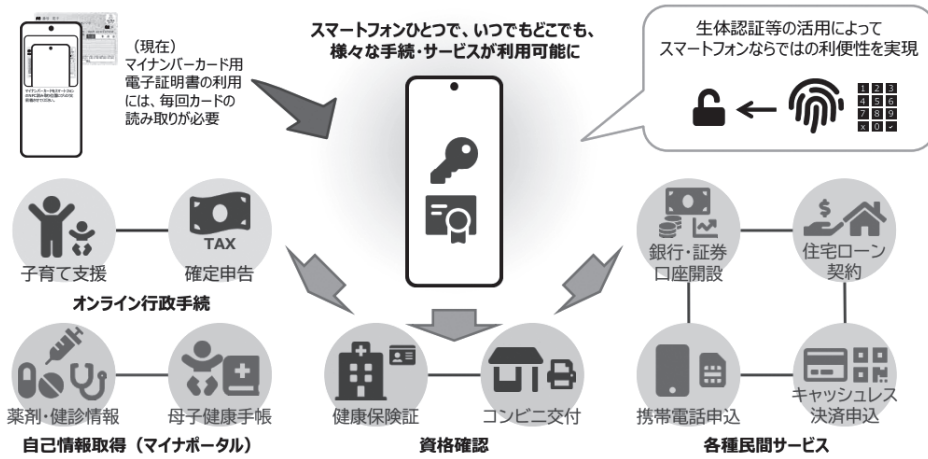 スマートフォンひとつで、いつでもどこでも、
様々な手続・サービスが利用可能に
（現在）
マイナンバーカード用
電子証明書の利用
には、毎回カードの
読み取りが必要
生体認証等の活用によって
スマートフォンならではの利便性を実現
1 2 3
4 5 6
7 8 9
x 0 ✓
TAX
子育て支援
確定申告
オンライン行政手続
薬剤・健診情報
母子健康手帳
自己情報取得（マイナポータル）
健康保険証
コンビニ交付
資格確認
$
銀行・証券
口座開設
住宅ローン
契約
携帯電話申込
キャッシュレス
決済申込
各種民間サービス